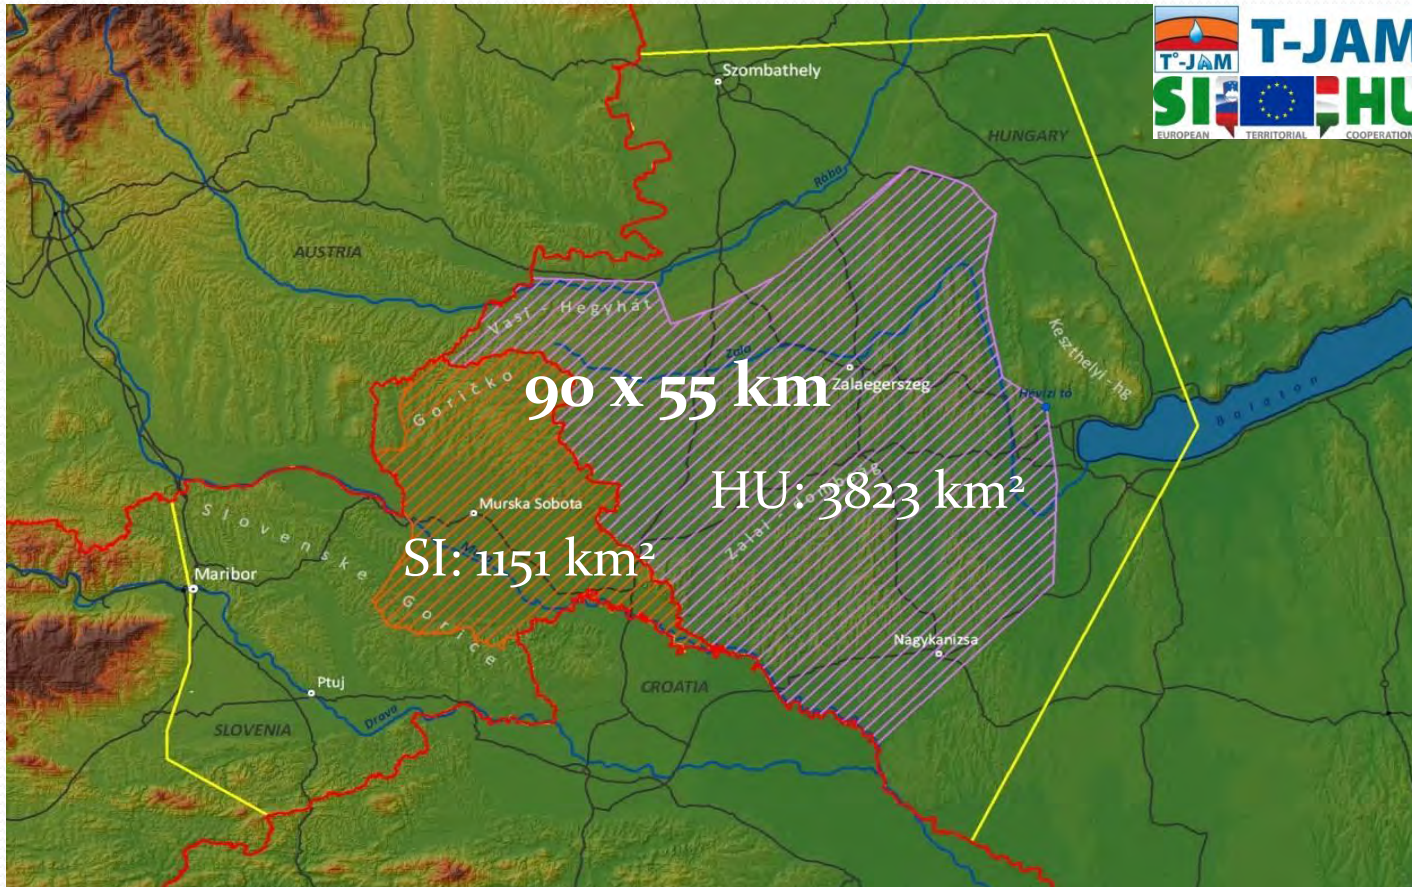 T°-JAM
T-JAM
SI HU
EUROPEAN TERRITORIAL COOPERATION
Szombathely
HUNGARY
Rába
AUSTRIA
Vasi - Hegyhát
Keszthelyi - hg.
Zala
Goričko
90 x 55 km
Zalaegerszeg
Hévízi tó
Balaton
HU: 3823 km²
Murska Sobota
Slovenske
Gorice
SI: 1151 km²
Maribor
Nagykanizsa
Ptuj
CROATIA
Drava
SLOVENIA